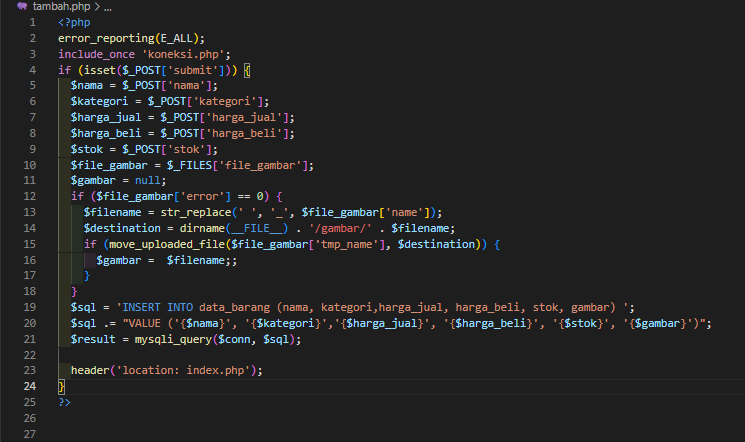 tambah.php > ...
1 <?php
2 error_reporting(E_ALL);
3 include_once 'koneksi.php';
4 if (isset($_POST['submit'])) {
5   $nama = $_POST['nama'];
6   $kategori = $_POST['kategori'];
7   $harga_jual = $_POST['harga_jual'];
8   $harga_beli = $_POST['harga_beli'];
9   $stok = $_POST['stok'];
10   $file_gambar = $_FILES['file_gambar'];
11   $gambar = null;
12   if ($file_gambar['error'] == 0) {
13     $filename = str_replace(' ', '_', $file_gambar['name']);
14     $destination = dirname(__FILE__) . '/gambar/' . $filename;
15     if (move_uploaded_file($file_gambar['tmp_name'], $destination)) {
16       $gambar =  $filename;;
17     }
18   }
19   $sql = 'INSERT INTO data_barang (nama, kategori,harga_jual, harga_beli, stok, gambar) ';
20   $sql .= "VALUE ('{$nama}', '{$kategori}','{$harga_jual}', '{$harga_beli}', '{$stok}', '{$gambar}')";
21   $result = mysqli_query($conn, $sql);
22
23   header('location: index.php');
24 }
25 ?>
26
27